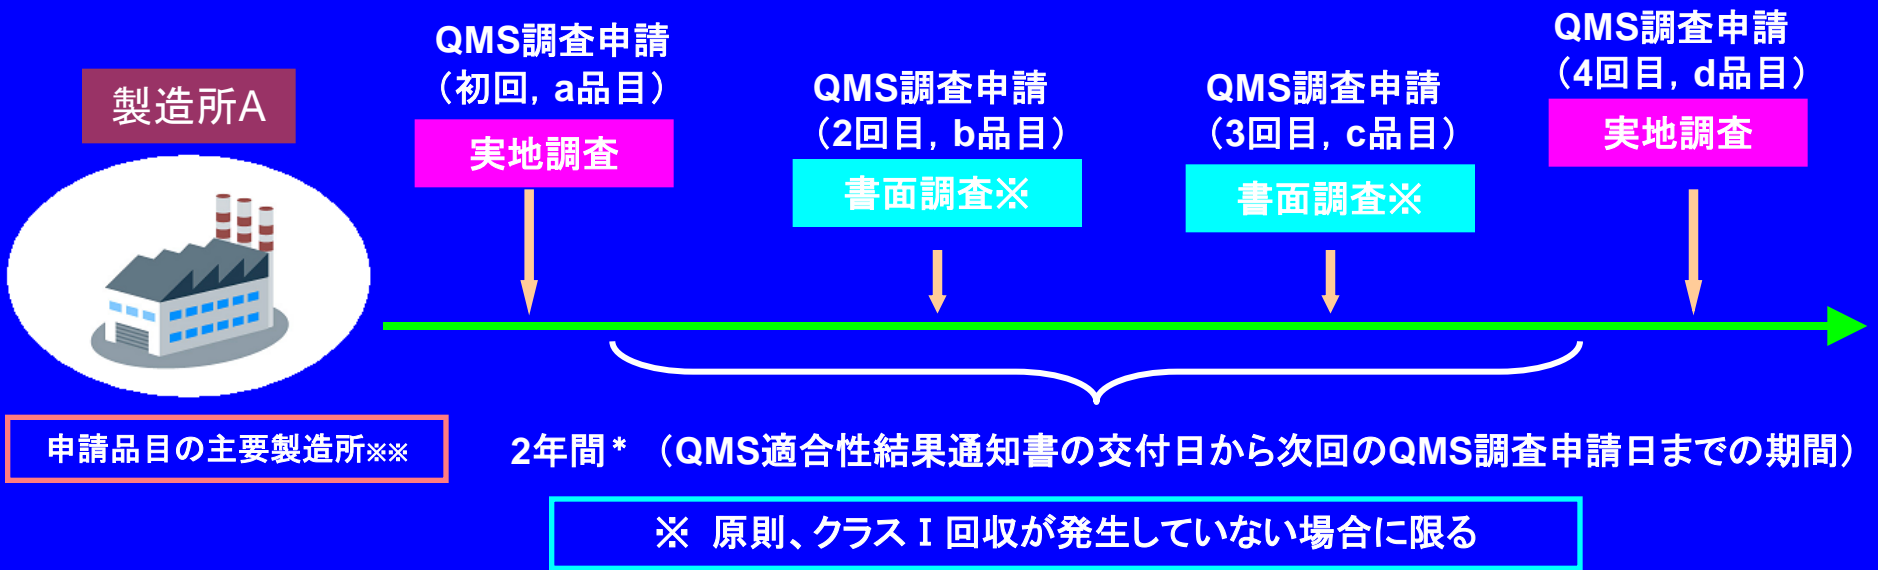 製造所A
申請品目の主要製造所※※
QMS調査申請
（初回，a品目）
実地調査
QMS調査申請
（2回目，b品目）
書面調査※
QMS調査申請
（3回目，c品目）
書面調査※
QMS調査申請
（4回目，d品目）
実地調査
2年間* （QMS適合性結果通知書の交付日から次回のQMS調査申請日までの期間）
※ 原則、クラスⅠ回収が発生していない場合に限る